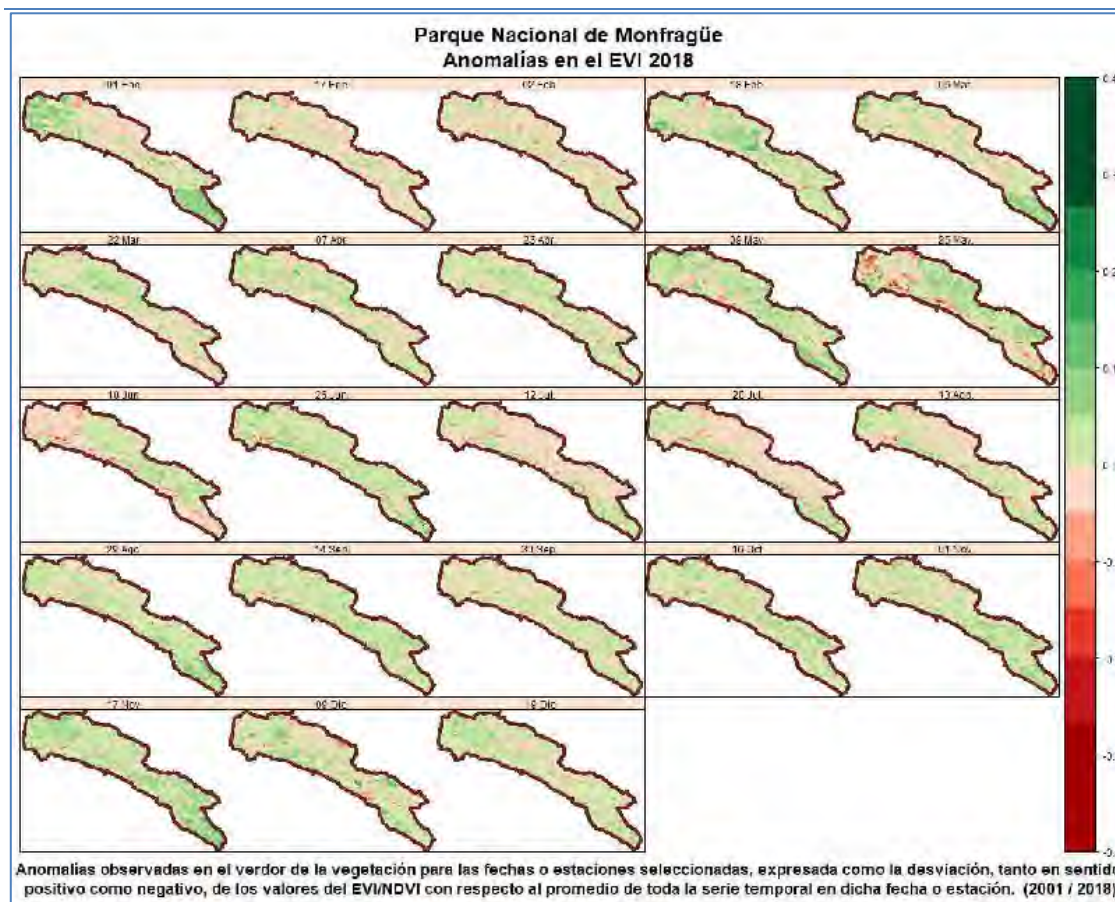 Parque Nacional de Monfragüe
Anomalías en el EVI 2018
01 Ene. 17 Ene. 02 Feb. 18 Feb. 06 Mar.
22 Mar. 07 Abr. 23 Abr. 09 May. 25 May.
10 Jun. 26 Jun. 12 Jul. 13 Ago.
29 Ago. 14 Sep. 30 Sep. 16 Oct. 01 Nov.
17 Nov. Dic. 19 Dic.
Anomalías observadas en el verdor de la vegetación para las fechas o estaciones seleccionadas, expresada como la desviación, tanto en sentido
positivo como negativo, de los valores del EVI/NDVI con respecto al promedio de toda la serie temporal en dicha fecha o estación. (2001 / 2018)